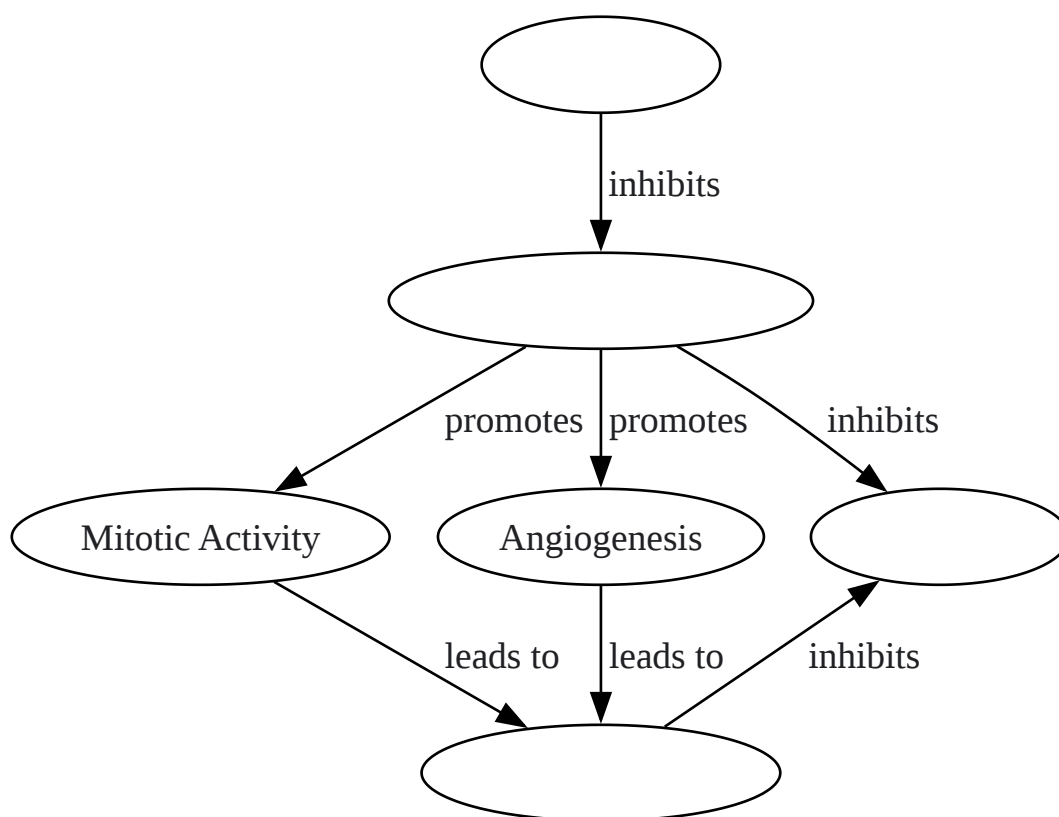 inhibits
promotes
promotes
inhibits
Mitotic Activity
Angiogenesis
leads to
leads to
inhibits